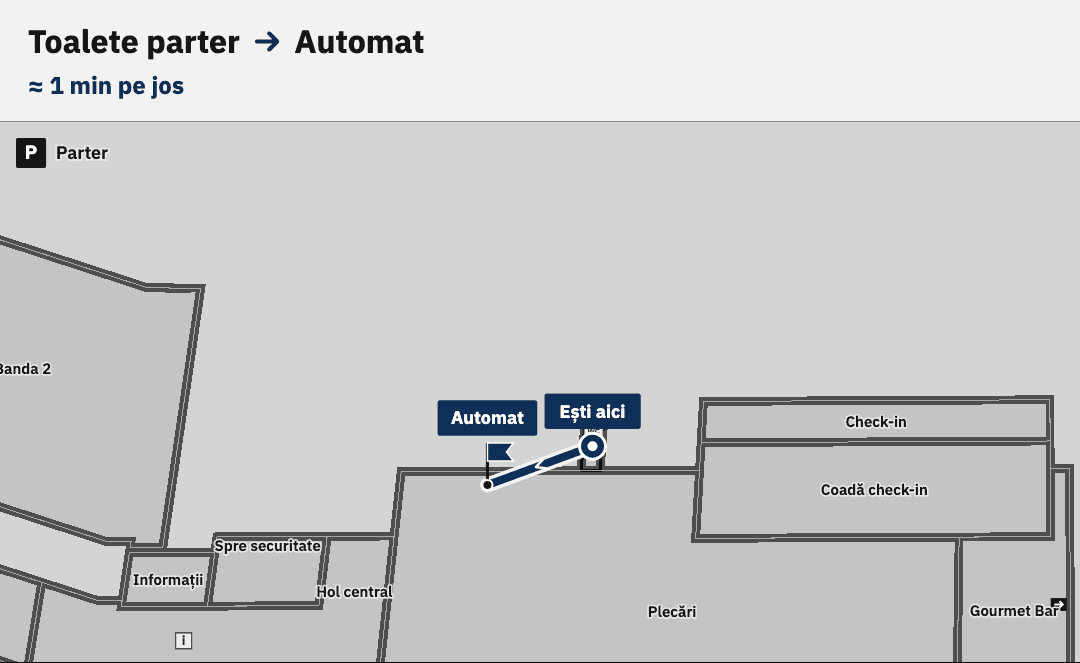 Toalete parter → Automat
≈ 1 min pe jos
P Parter
Banda 2
Automat
Ești aici
Check-in
Coadă check-in
Spre securitate
Informații
Hol central
Plecări
Gourmet Bar
i